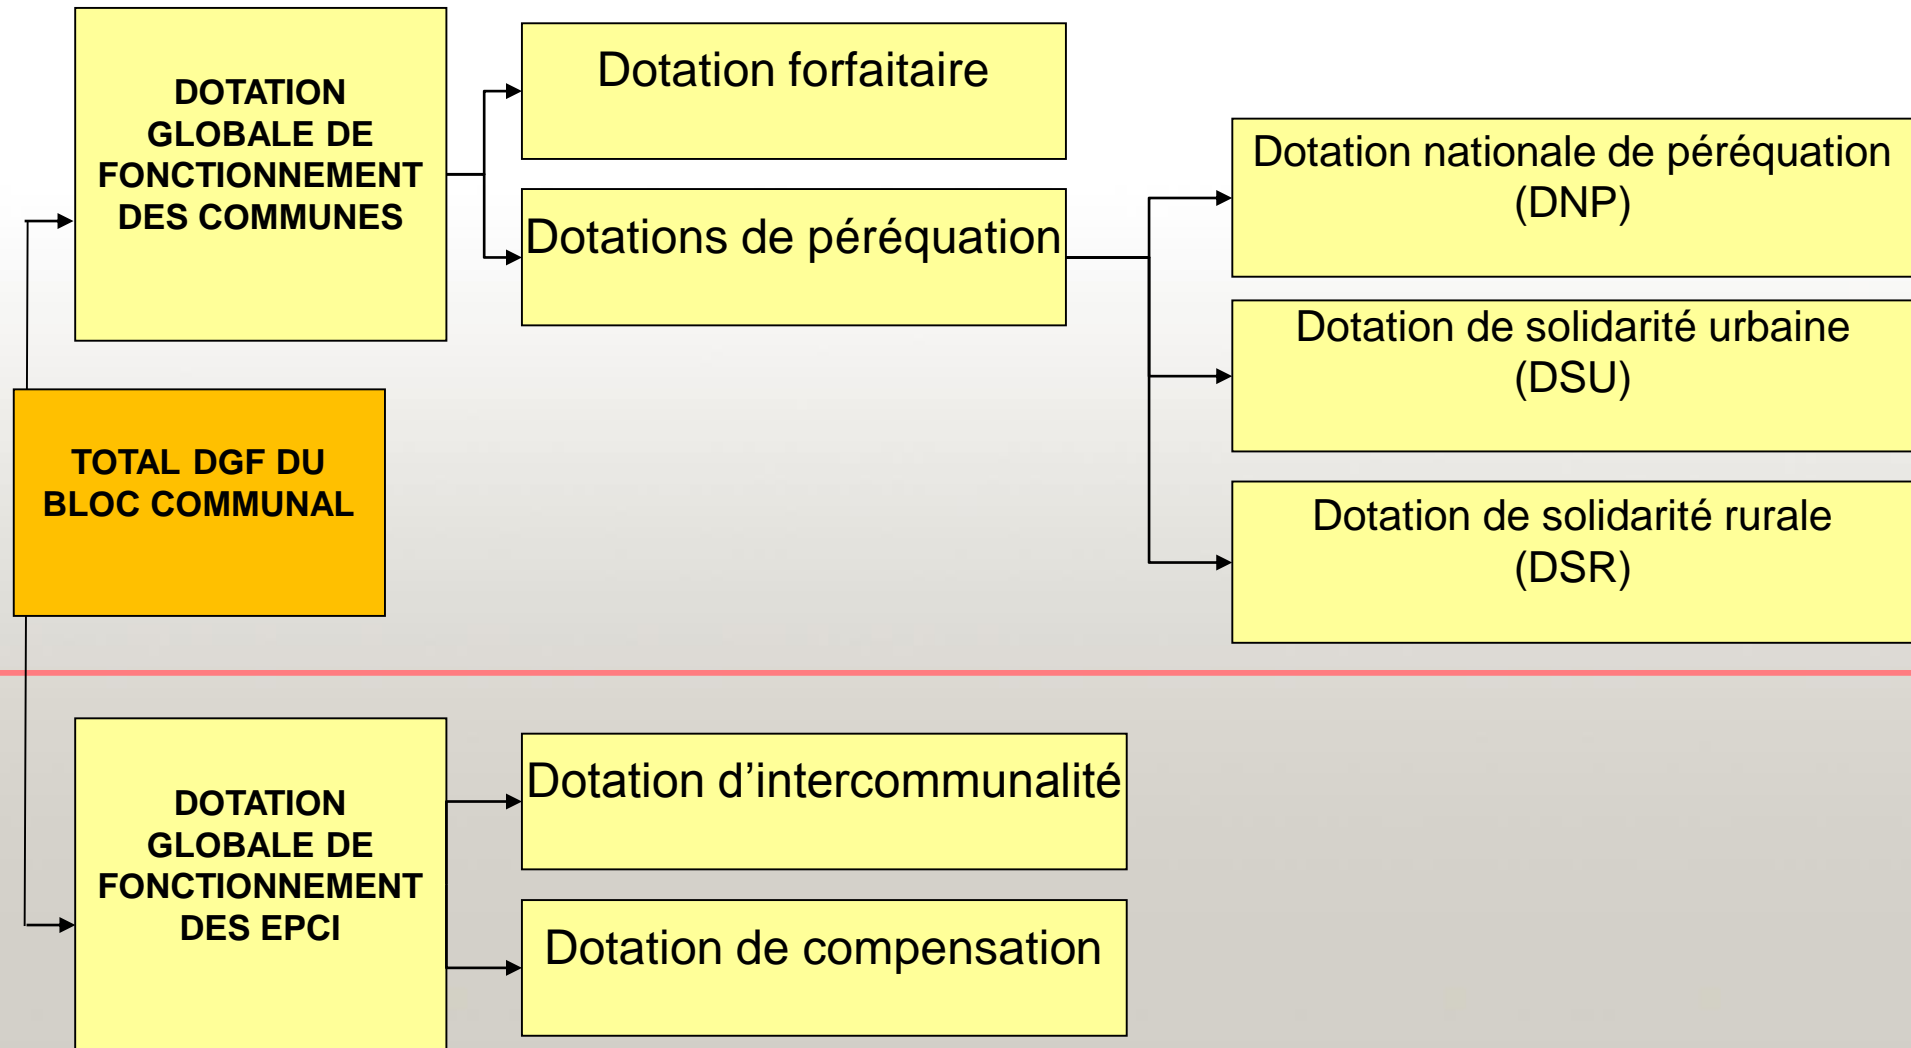 DOTATION
GLOBALE DE
FONCTIONNEMENT
DES COMMUNES
Dotation forfaitaire
Dotations de péréquation
Dotation nationale de péréquation
(DNP)
Dotation de solidarité urbaine
(DSU)
Dotation de solidarité rurale
(DSR)
TOTAL DGF DU
BLOC COMMUNAL
DOTATION
GLOBALE DE
FONCTIONNEMENT
DES EPCI
Dotation d’intercommunalité
Dotation de compensation